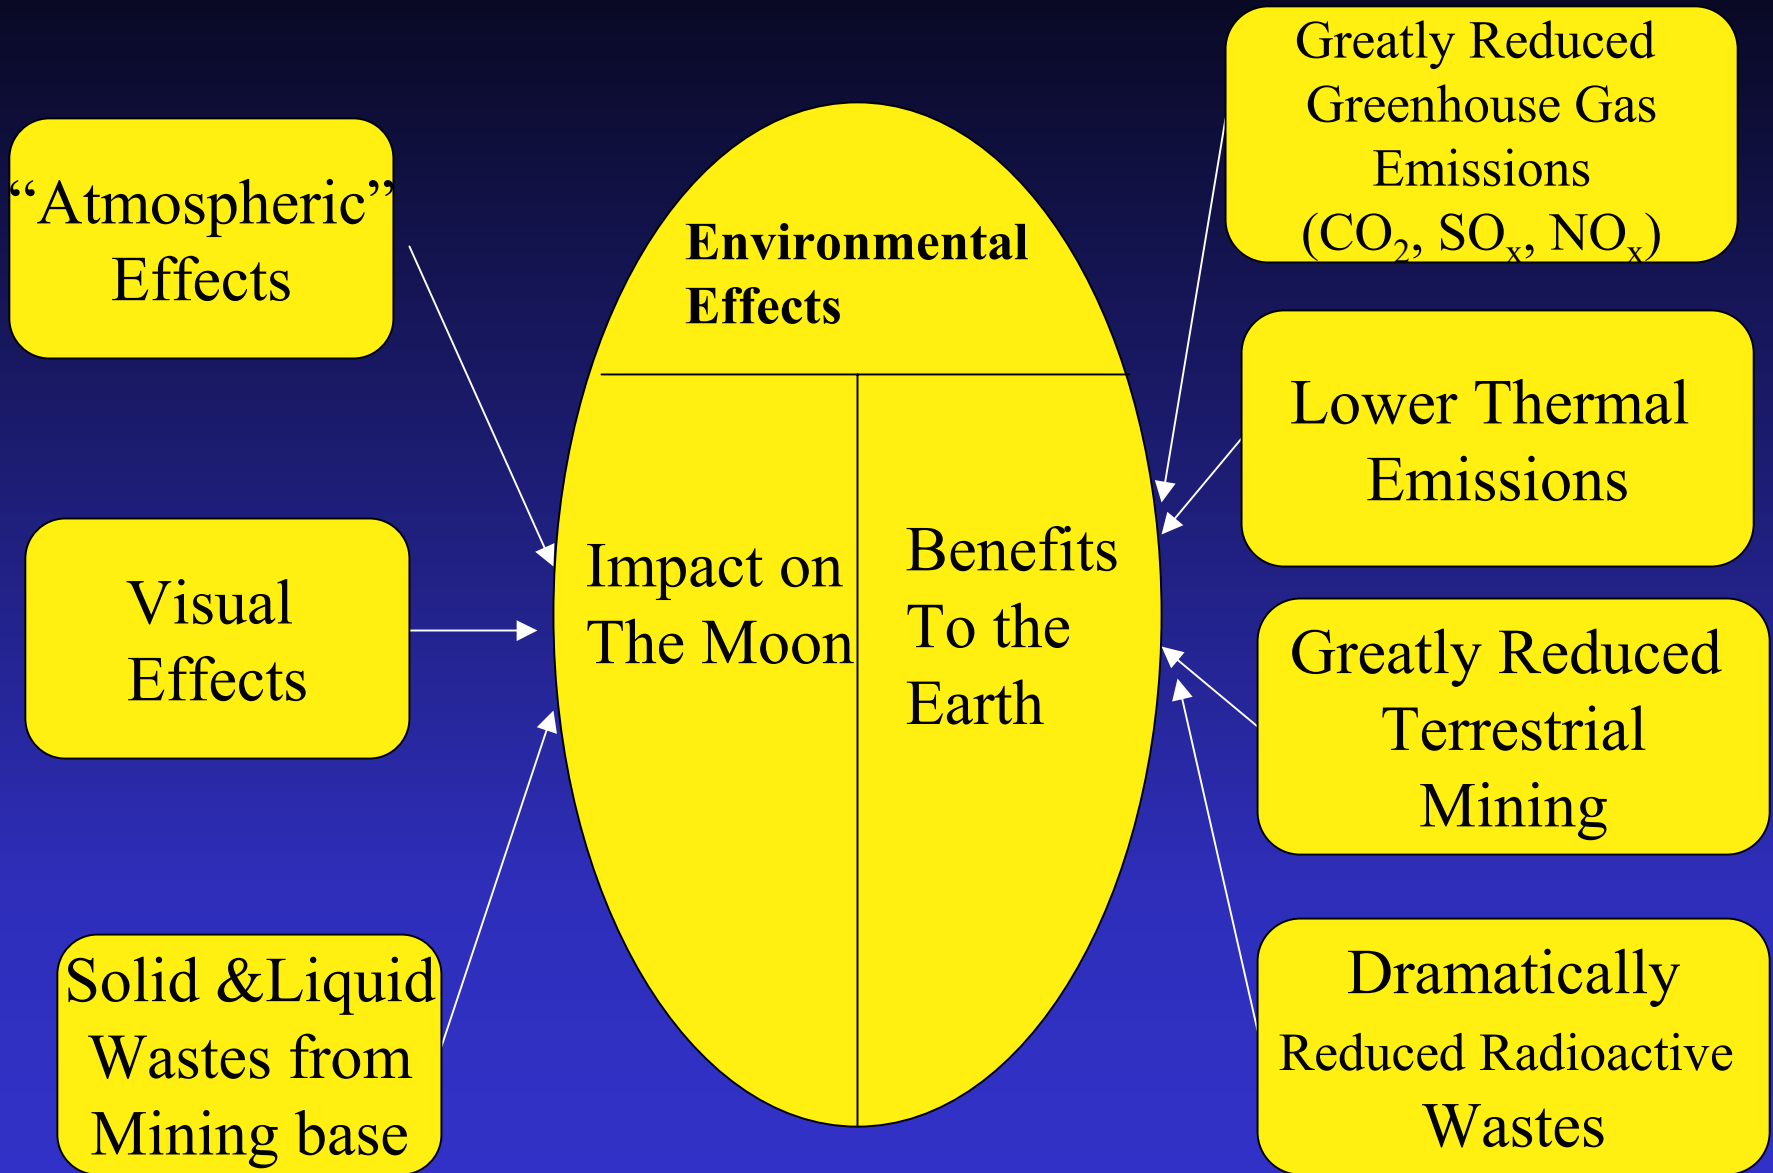 “Atmospheric”
Effects
Visual
Effects
Solid &Liquid
Wastes from
Mining base
Environmental
Effects
Impact on
The Moon
Benefits
To the
Earth
Greatly Reduced
Greenhouse Gas
Emissions
(CO₂, SOₓ, NOₓ)
Lower Thermal
Emissions
Greatly Reduced
Terrestrial
Mining
Dramatically
Reduced Radioactive
Wastes